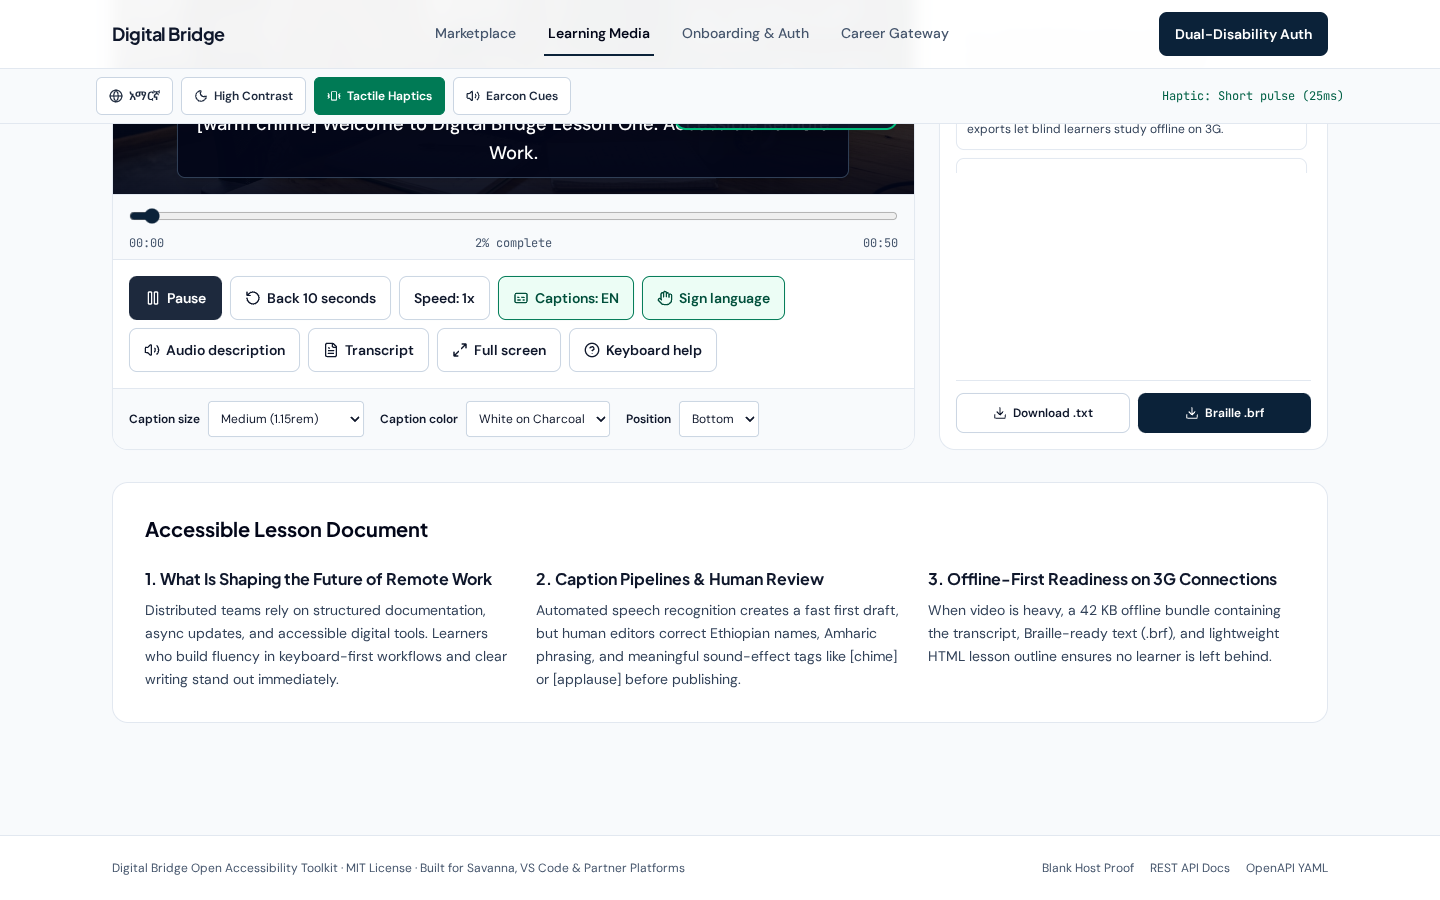 Digital Bridge
Marketplace
Learning Media
Onboarding & Auth
Career Gateway
Dual-Disability Auth
አማርኛ
High Contrast
Tactile Haptics
Earcon Cues
Haptic: Short pulse (25ms)
[warm chime] Welcome to Digital Bridge Lesson One:
Work.
00:00
2% complete
00:50
Pause
Back 10 seconds
Speed: 1x
Captions: EN
Sign language
Audio description
Transcript
Full screen
Keyboard help
Caption size
Medium (1.15rem)
Caption color
White on Charcoal
Position
Bottom
exports let blind learners study offline on 3G.
Download .txt
Braille .brf
Accessible Lesson Document
1. What Is Shaping the Future of Remote Work
Distributed teams rely on structured documentation,
async updates, and accessible digital tools. Learners
who build fluency in keyboard-first workflows and clear
writing stand out immediately.
2. Caption Pipelines & Human Review
Automated speech recognition creates a fast first draft,
but human editors correct Ethiopian names, Amharic
phrasing, and meaningful sound-effect tags like [chime]
or [applause] before publishing.
3. Offline-First Readiness on 3G Connections
When video is heavy, a 42 KB offline bundle containing
the transcript, Braille-ready text (.brf), and lightweight
HTML lesson outline ensures no learner is left behind.
Digital Bridge Open Accessibility Toolkit · MIT License · Built for Savanna, VS Code & Partner Platforms
Blank Host Proof
REST API Docs
OpenAPI YAML